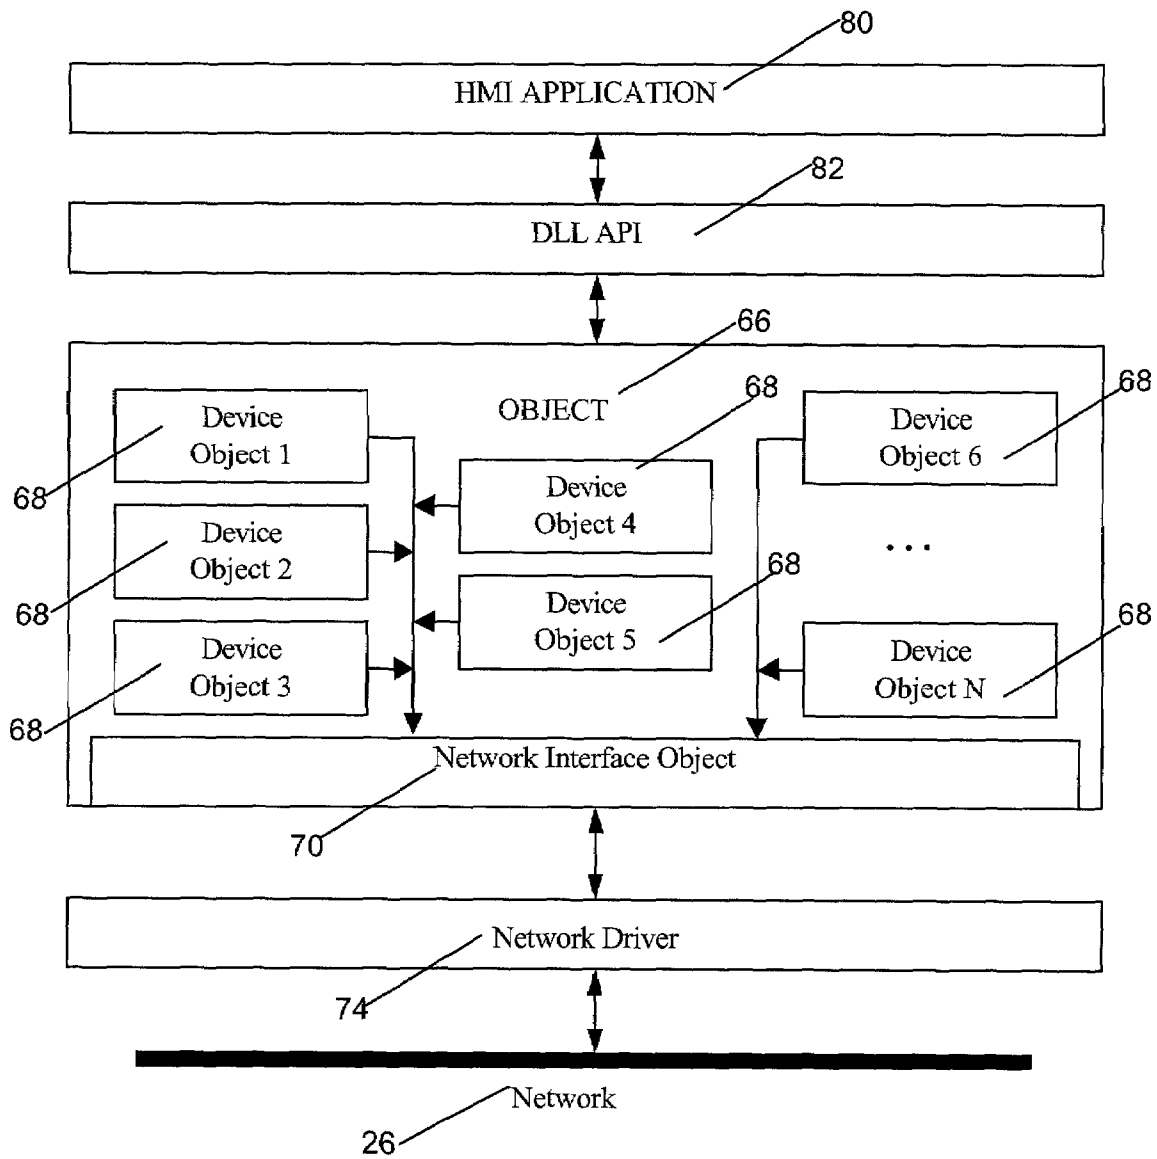 80
HMI APPLICATION
82
DLL API
66
OBJECT
68
68
Device
Object 1
Device
Object 6
68
Device
Object 4
68
Device
Object 2
...
68
Device
Object 5
68
68
Device
Object 3
Device
Object N
68
Network Interface Object
70
Network Driver
74
Network
26